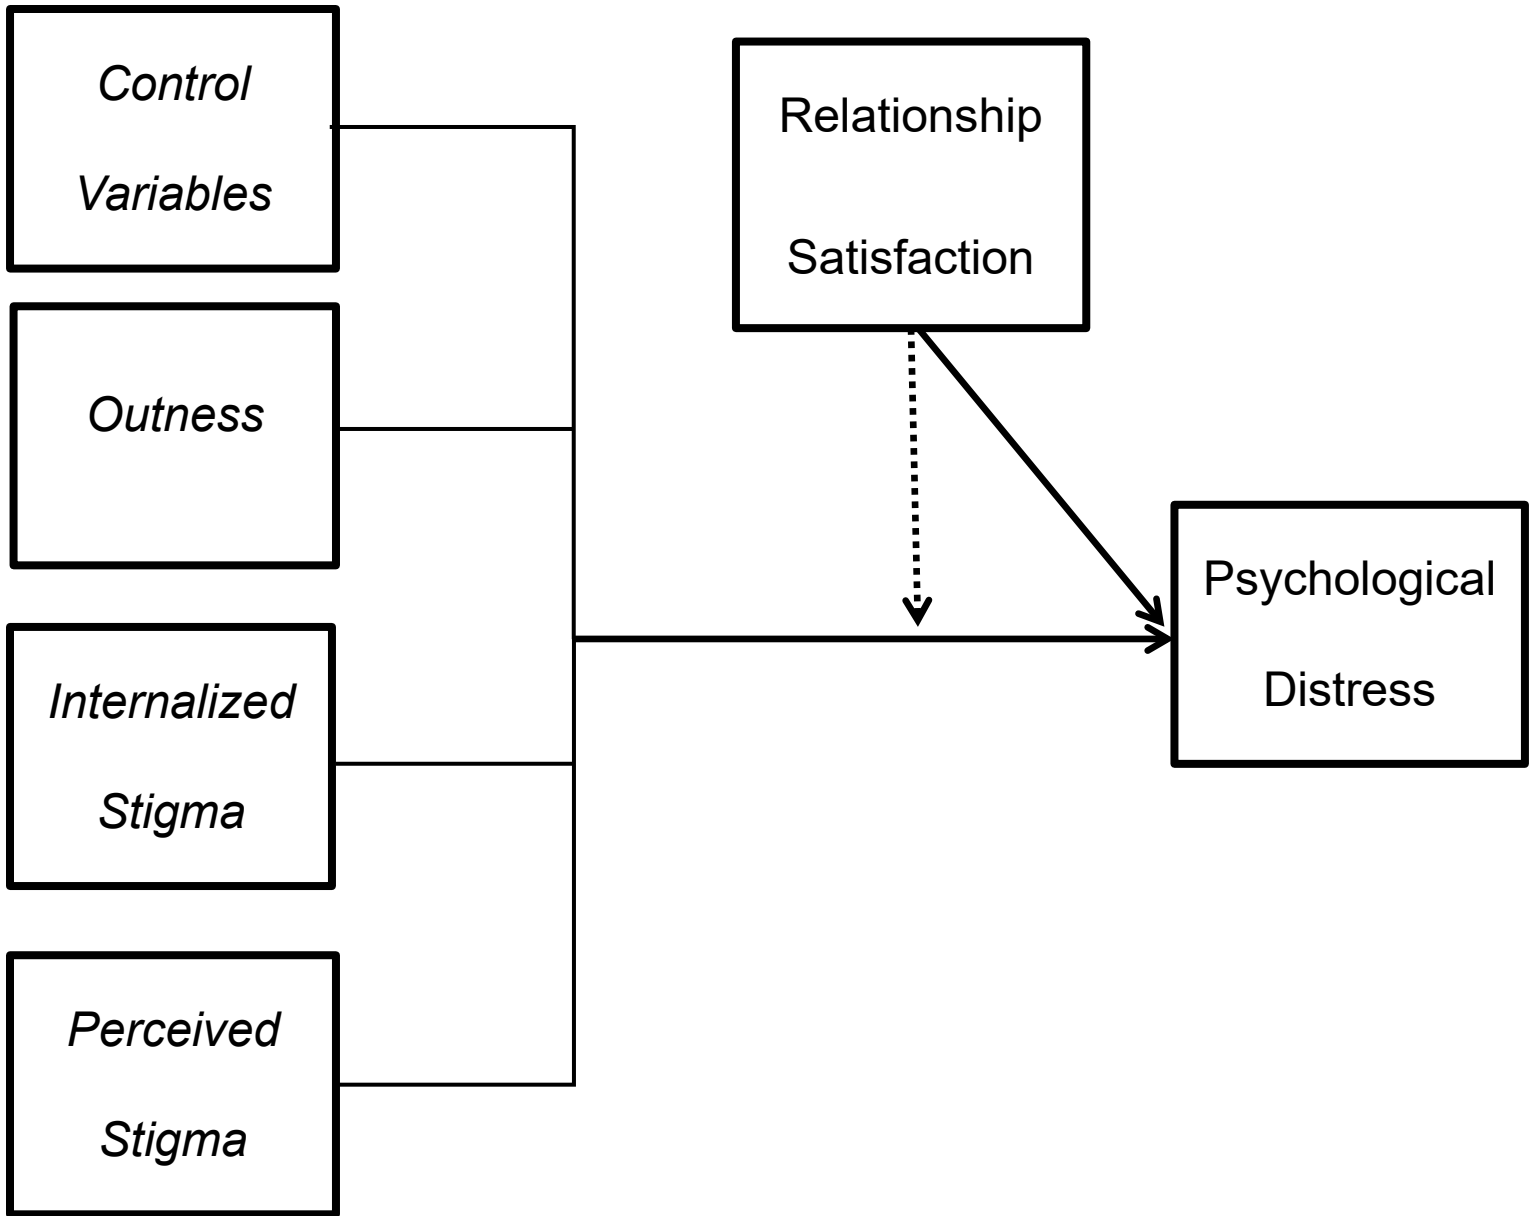 Control
Variables
Outness
Internalized
Stigma
Perceived
Stigma
Relationship
Satisfaction
Psychological
Distress